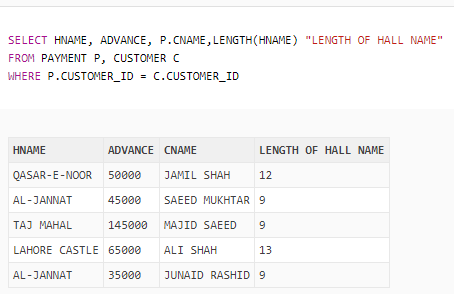 SELECT HNAME, ADVANCE, P.CNAME,LENGTH(HNAME) "LENGTH OF HALL NAME"
FROM PAYMENT P, CUSTOMER C
WHERE P.CUSTOMER_ID = C.CUSTOMER_ID
HNAME ADVANCE CNAME LENGTH OF HALL NAME
QASAR-E-NOOR 50000 JAMIL SHAH 12
AL-JANNAT 45000 SAEED MUKHTAR 9
TAJ MAHAL 145000 MAJID SAEED 9
LAHORE CASTLE 65000 ALI SHAH 13
AL-JANNAT 35000 JUNAID RASHID 9